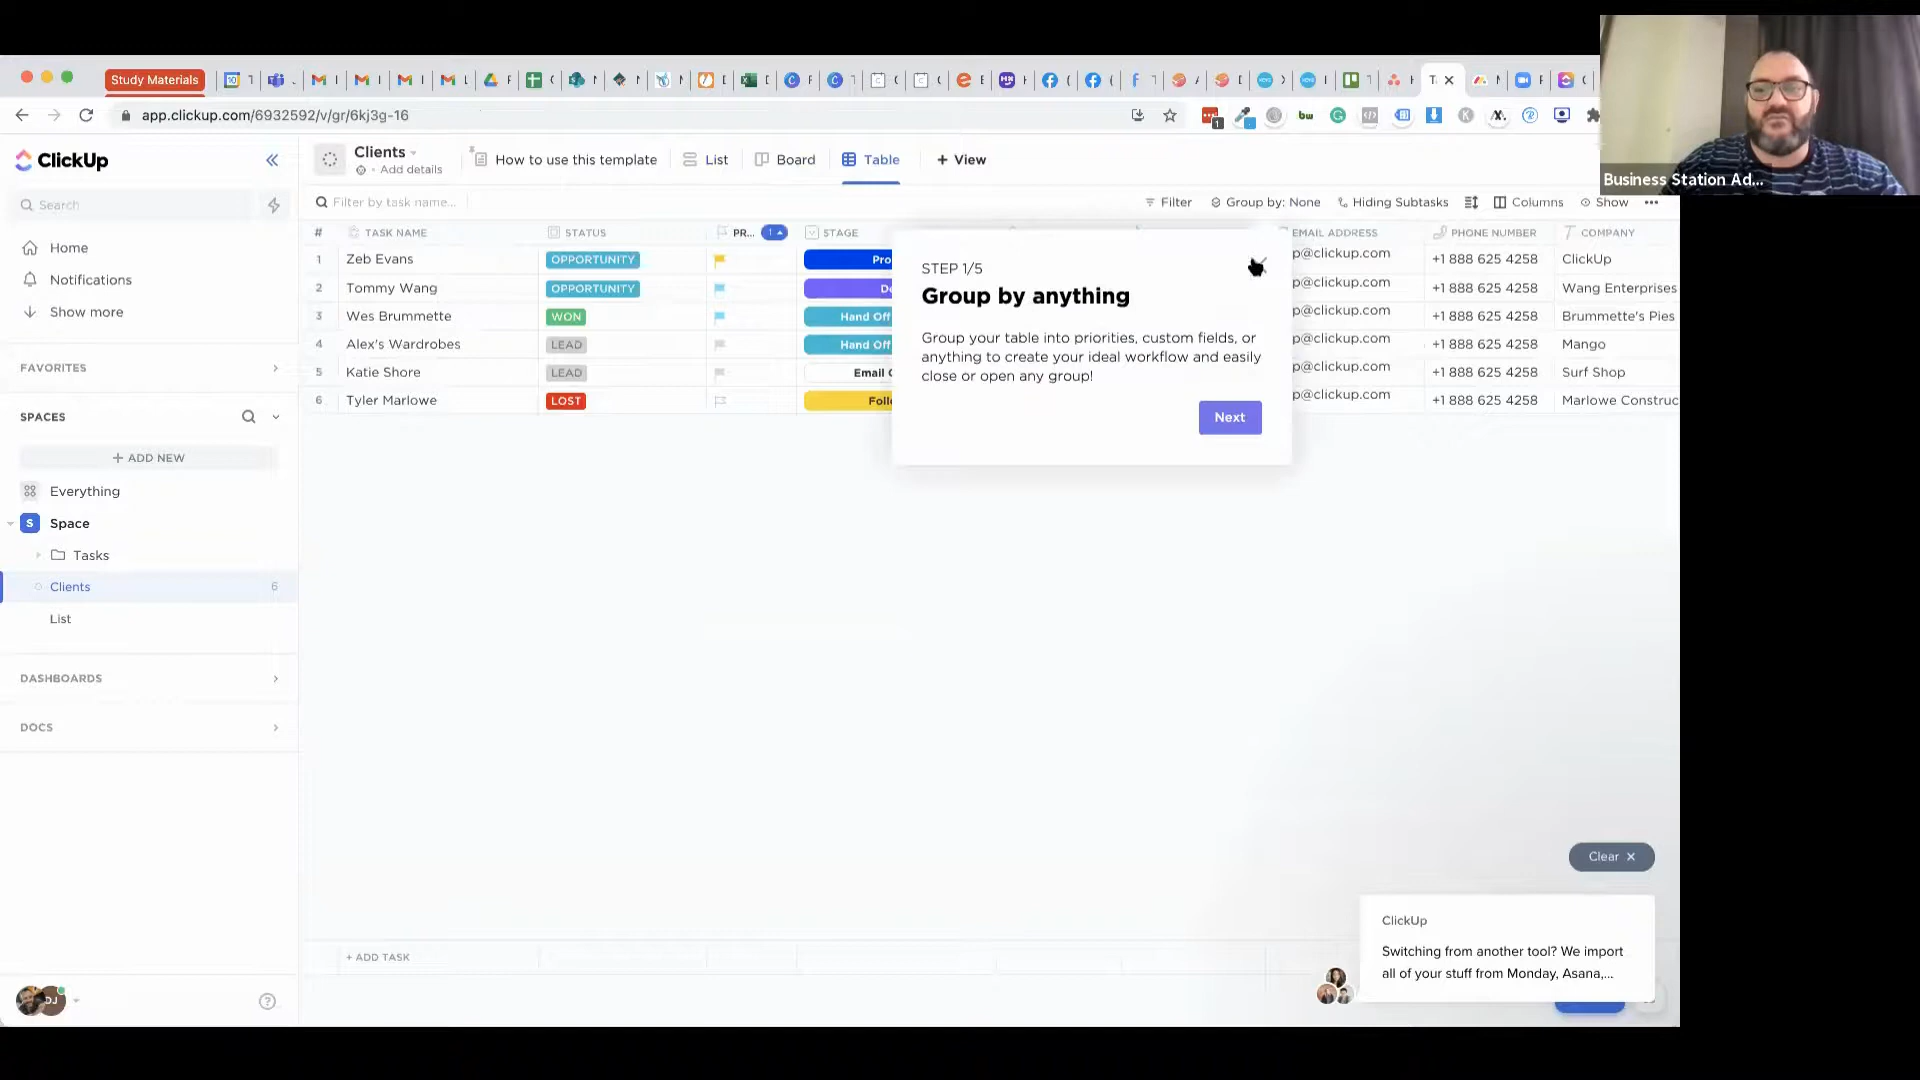 Study Materials
app.clickup.com/6932592/v/gr/6kj3g-16
Business Station Ad...
ClickUp
Search
Home
Notifications
Show more
FAVORITES
SPACES
+ ADD NEW
Everything
S Space
Tasks
Clients 6
List
DASHBOARDS
DOCS
DJ
Clients
Add details
How to use this template
List
Board
Table
+ View
Filter by task name...
Filter
Group by: None
Hiding Subtasks
Columns
Show
# TASK NAME STATUS PR... 1 STAGE EMAIL ADDRESS PHONE NUMBER COMPANY
1 Zeb Evans OPPORTUNITY Pro p@clickup.com +1 888 625 4258 ClickUp
2 Tommy Wang OPPORTUNITY p@clickup.com +1 888 625 4258 Wang Enterprises
3 Wes Brummette WON Hand Off p@clickup.com +1 888 625 4258 Brummette's Pies
4 Alex's Wardrobes LEAD Hand Off p@clickup.com +1 888 625 4258 Mango
5 Katie Shore LEAD Email p@clickup.com +1 888 625 4258 Surf Shop
6 Tyler Marlowe LOST Foll p@clickup.com +1 888 625 4258 Marlowe Construc
STEP 1/5
Group by anything
Group your table into priorities, custom fields, or
anything to create your ideal workflow and easily
close or open any group!
Next
+ ADD TASK
Clear
ClickUp
Switching from another tool? We import
all of your stuff from Monday, Asana,...